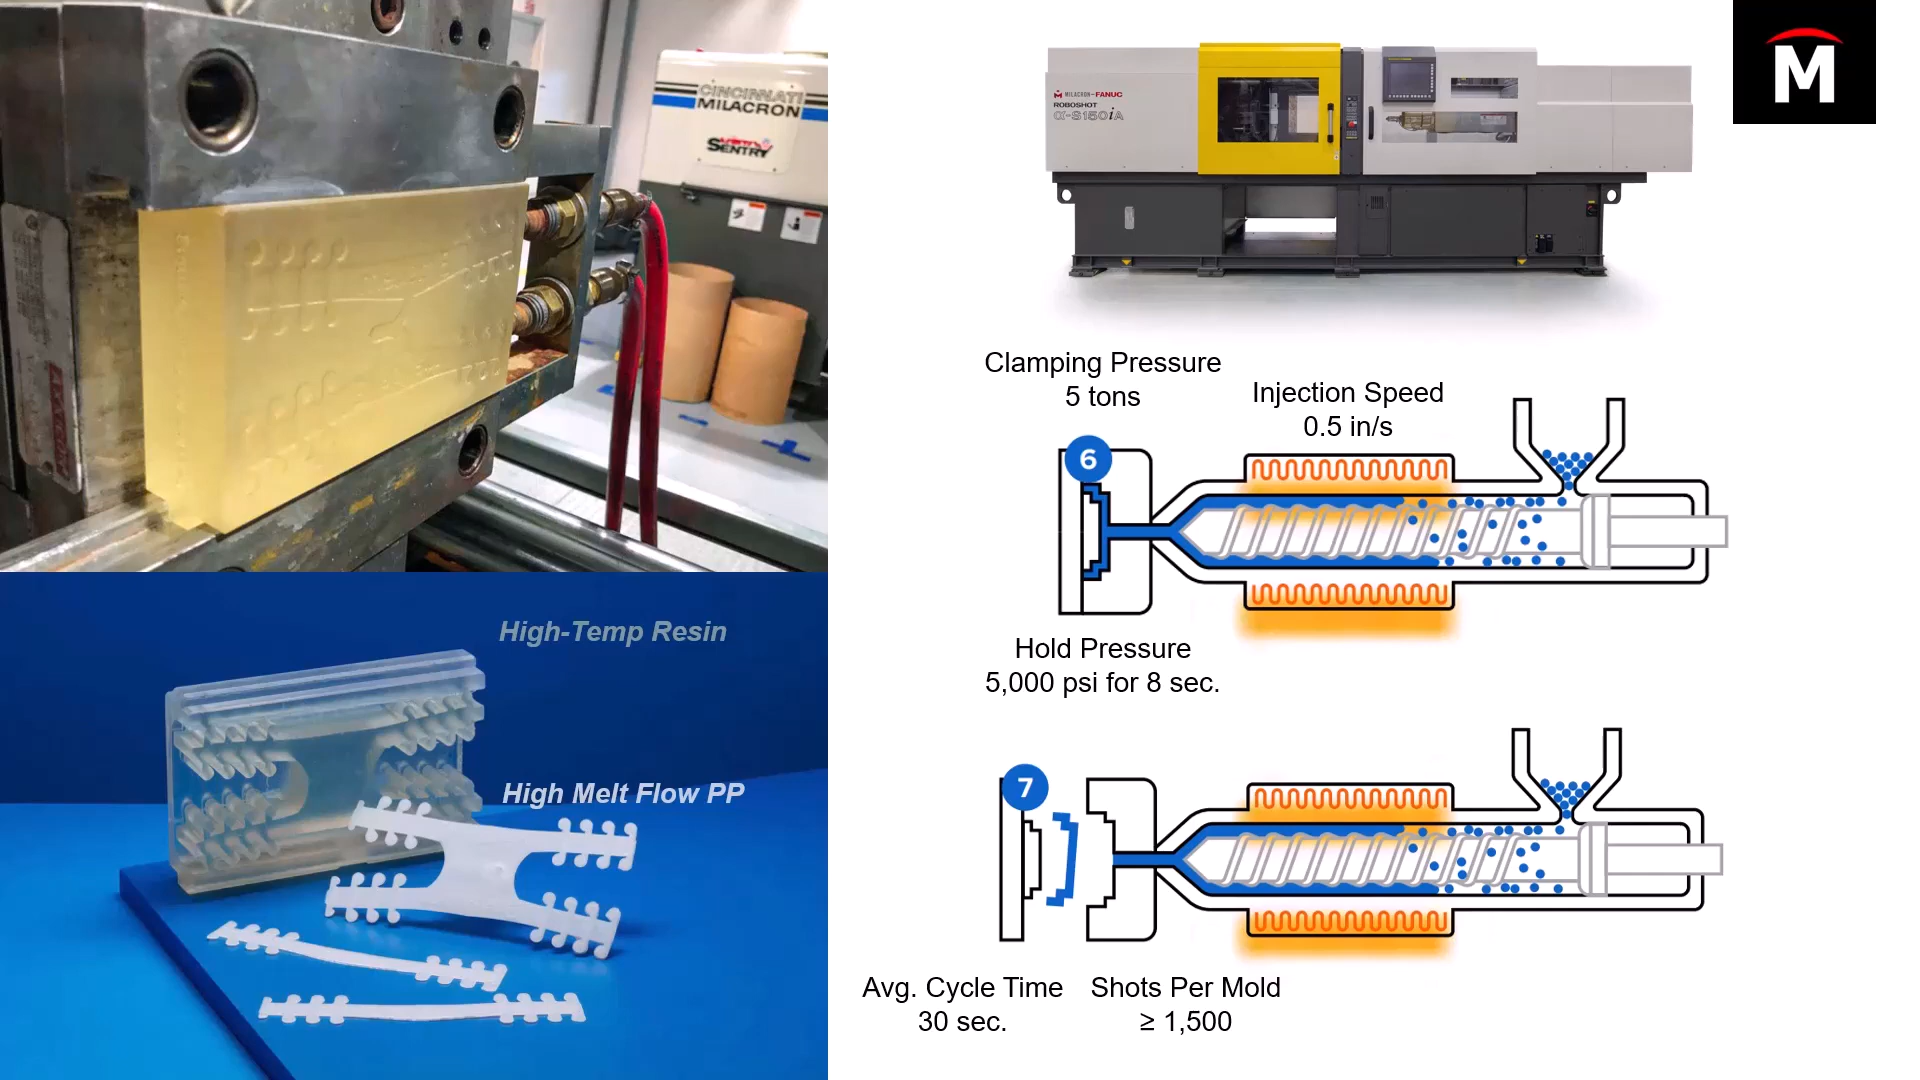 CINCINNATI
MILACRON
SENTRY
High-Temp Resin
High Melt Flow PP
M
MILACRON-FANUC
ROBOSHOT
α-S150iA
Clamping Pressure
5 tons
Injection Speed
0.5 in/s
6
Hold Pressure
5,000 psi for 8 sec.
7
Avg. Cycle Time
30 sec.
Shots Per Mold
≥ 1,500